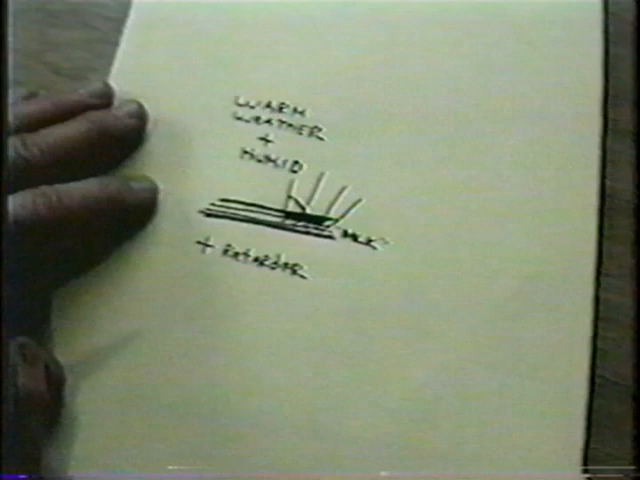 WARM
WEATHER
+
HUMID
+ RETARDER